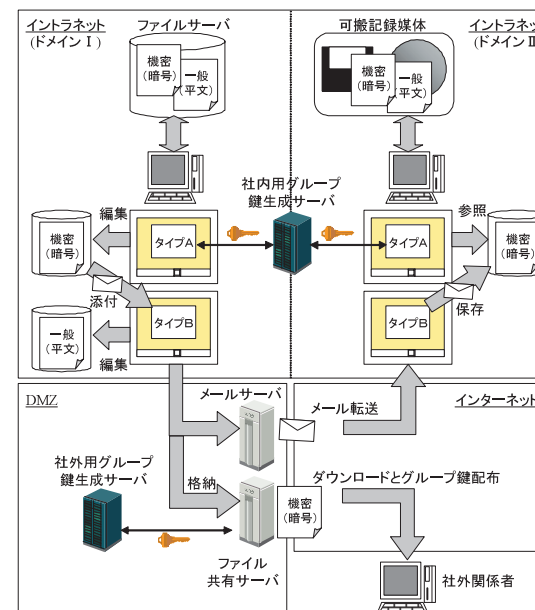 イントラネット
(ドメインⅠ)
ファイルサーバ
機密
(暗号)
一般
(平文)
可搬記録媒体
機密
(暗号)
一般
(平文)
イントラネット
(ドメインⅡ)
社内用グループ
鍵生成サーバ
編集
機密
(暗号)
タイプA
添付
タイプB
一般
(平文)
編集
タイプA
参照
機密
(暗号)
タイプB
保存
DMZ
メールサーバ
メール転送
インターネット
社外用グループ
鍵生成サーバ
格納
機密
(暗号)
ダウンロードとグループ鍵配布
ファイル
共有サーバ
社外関係者